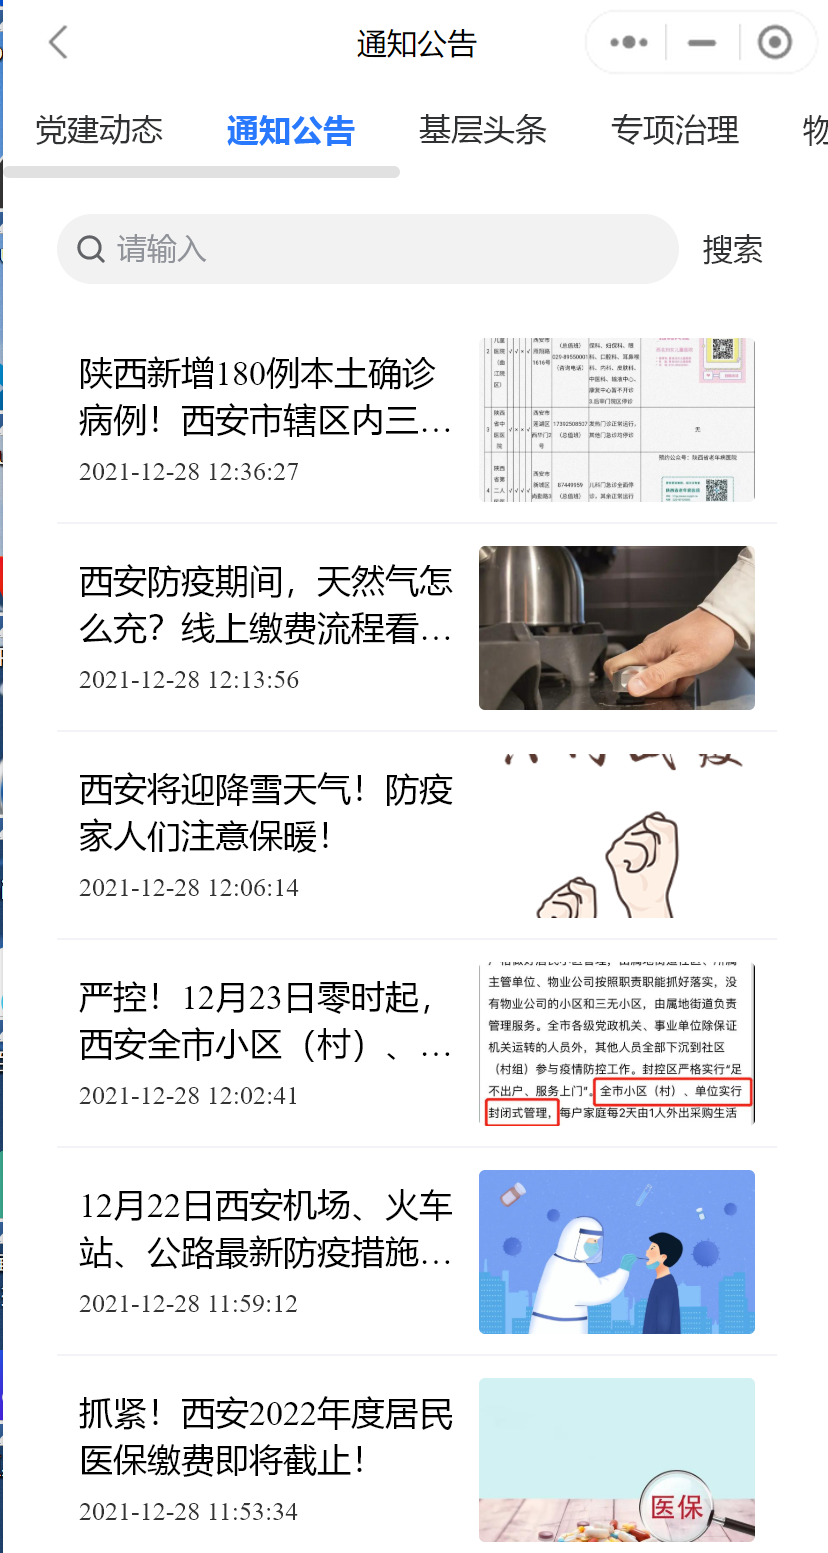 通知公告
党建动态 通知公告 基层头条 专项治理 物
请输入 搜索
陕西新增180例本土确诊
病例！西安市辖区内三…
2021-12-28 12:36:27
西安防疫期间，天然气怎
么充？线上缴费流程看…
2021-12-28 12:13:56
西安将迎降雪天气！防疫
家人们注意保暖！
2021-12-28 12:06:14
严控！12月23日零时起，
西安全市小区（村）、…
2021-12-28 12:02:41
主管单位、物业公司按照职责职能抓好落实，没
有物业公司的小区和三无小区，由属地街道负责
管理服务。全市各级党政机关、事业单位除保证
机关运转的人员外，其他人员全部下沉到社区
（村组）参与疫情防控工作。封控区严格实行“足
不出户、服务上门”。全市小区（村）、单位实行
封闭式管理，每户家庭每2天由1人外出采购生活
12月22日西安机场、火车
站、公路最新防疫措施…
2021-12-28 11:59:12
抓紧！西安2022年度居民
医保缴费即将截止！
2021-12-28 11:53:34
医保